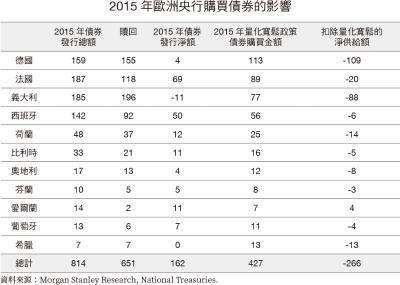 2015 年歐洲央行購買債券的影響
2015 年債券發行總額 贖回 2015 年債券發行淨額 2015 年量化寬鬆政策債券購買金額 扣除量化寬鬆的淨供給額
德國 159 155 4 113 -109
法國 187 118 69 89 -20
義大利 185 196 -11 77 -88
西班牙 142 92 50 56 -6
荷蘭 48 37 12 25 -14
比利時 33 21 11 16 -5
奧地利 17 13 4 12 -8
芬蘭 10 5 5 8 -3
愛爾蘭 14 2 11 7 4
葡萄牙 13 6 7 11 -4
希臘 7 7 0 13 -13
總計 814 651 162 427 -266
資料來源：Morgan Stanley Research, National Treasuries.